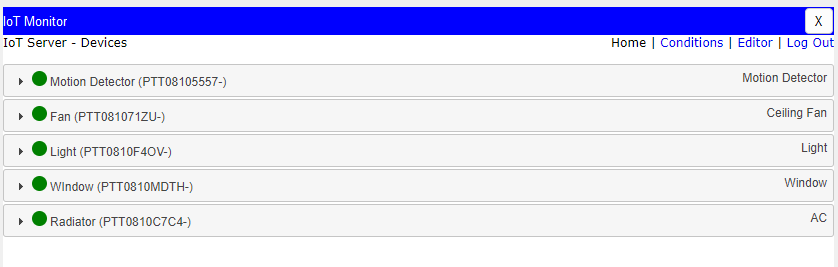 IoT Monitor X
IoT Server - Devices Home | Conditions | Editor | Log Out
Motion Detector (PTT08105557-) Motion Detector
Fan (PTT081071ZU-) Ceiling Fan
Light (PTT0810F4OV-) Light
WIndow (PTT0810MDTH-) Window
Radiator (PTT0810C7C4-) AC